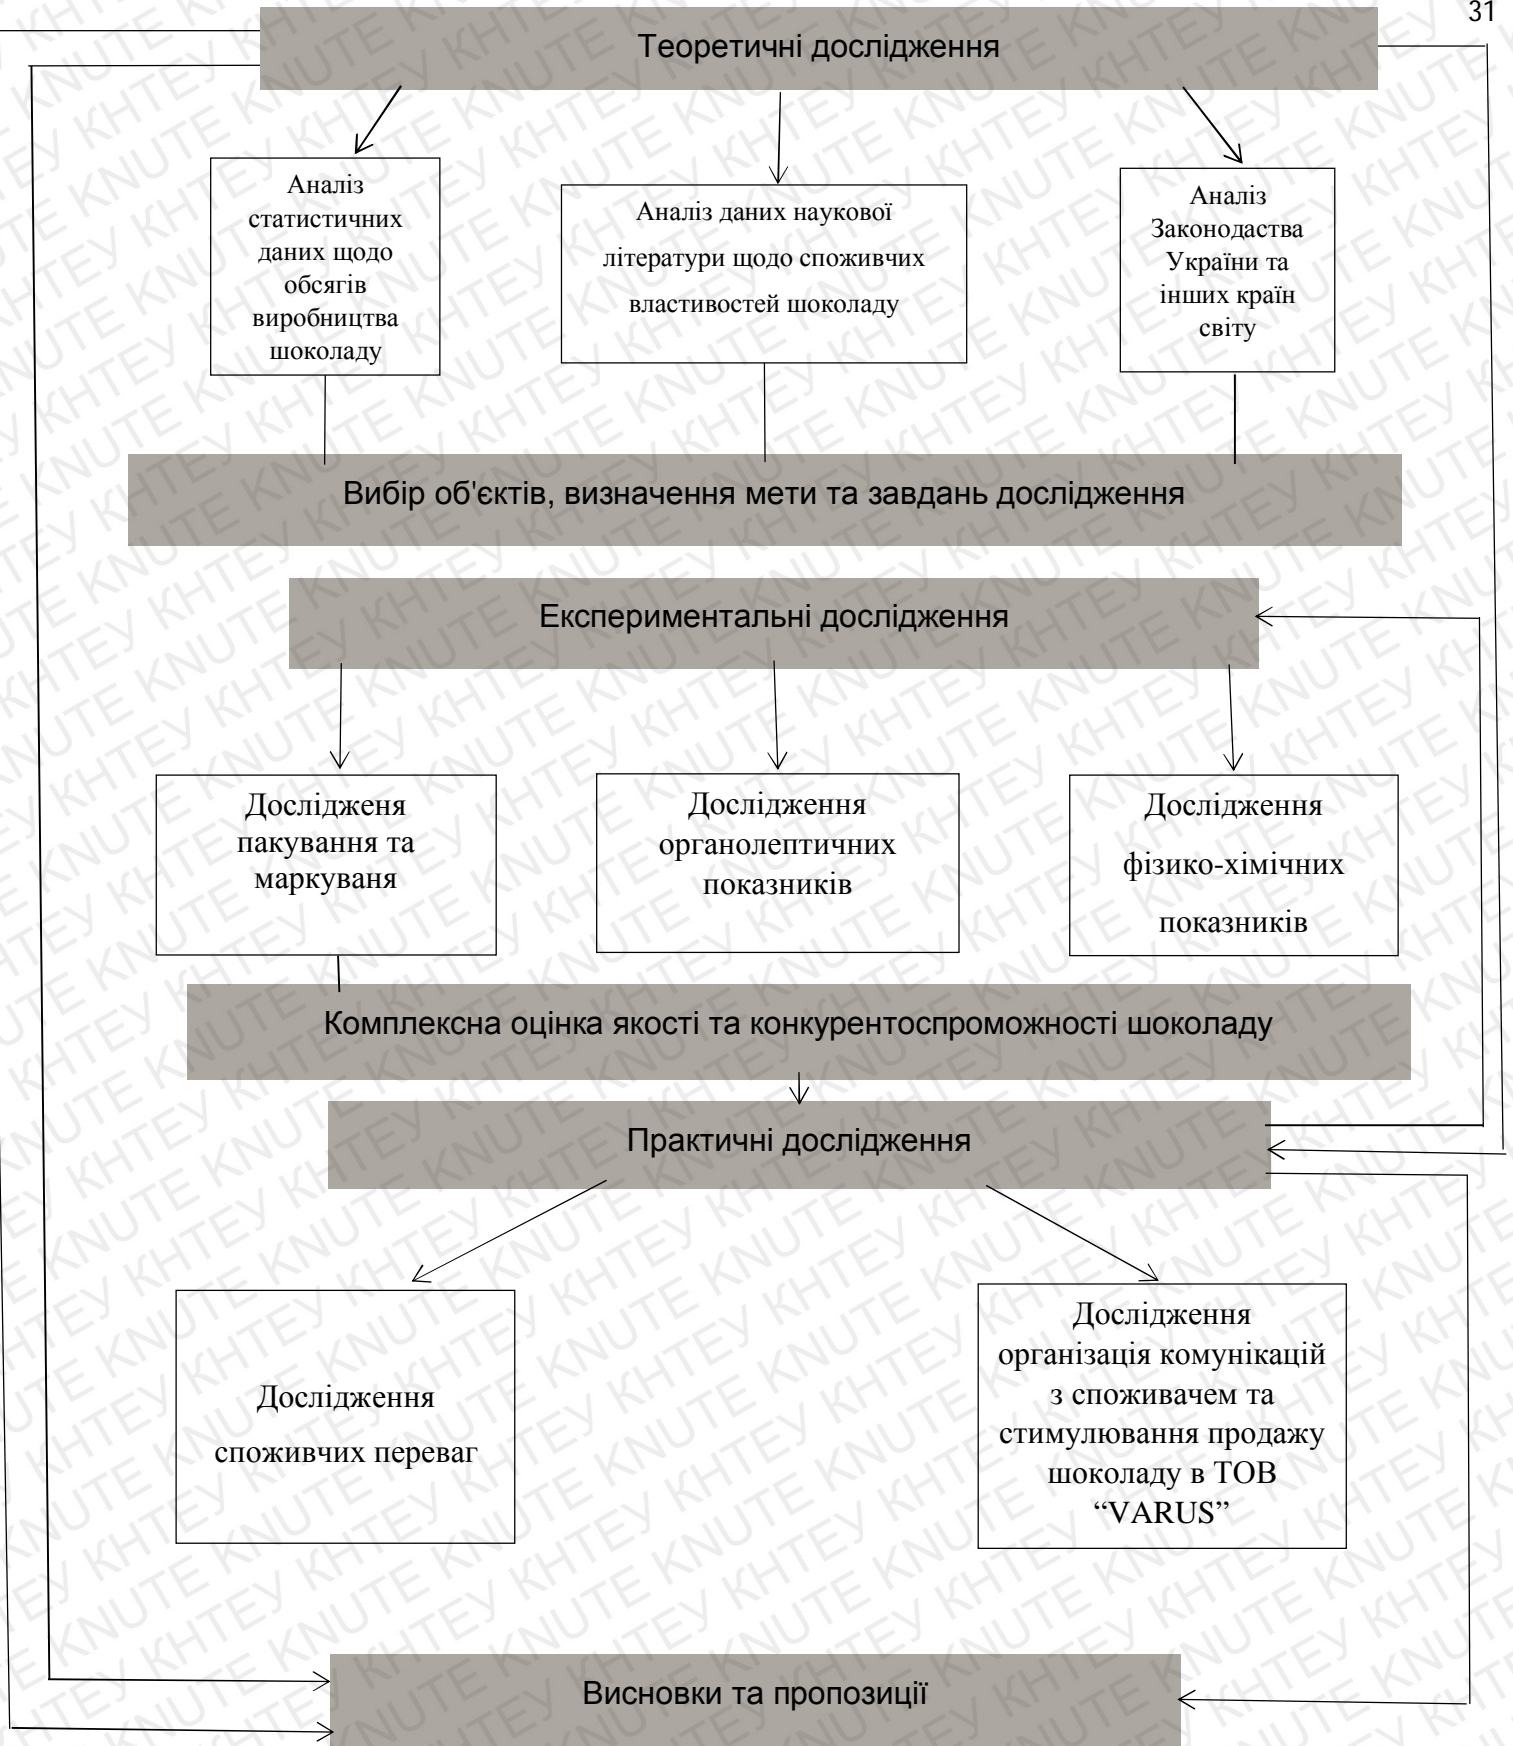 31
Теоретичні дослідження
Аналіз
статистичних
даних щодо
обсягів
виробництва
шоколаду
Аналіз даних наукової
літератури щодо споживчих
властивостей шоколаду
Аналіз
Законодаства
України та
інших країн
світу
Вибір об'єктів, визначення мети та завдань дослідження
Експериментальні дослідження
Дослідженя
пакування та
маркуваня
Дослідження
органолептичних
показників
Дослідження
фізико-хімічних
показників
Комплексна оцінка якості та конкурентоспроможності шоколаду
Практичні дослідження
Дослідження
споживчих переваг
Дослідження
організація комунікацій
з споживачем та
стимулювання продажу
шоколаду в ТОВ
“VARUS”
Висновки та пропозиції